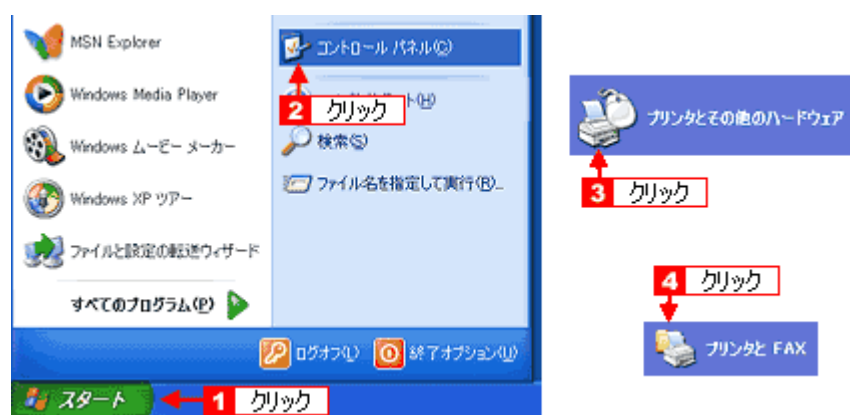 MSN Explorer
Windows Media Player
Windows ムービー メーカー
Windows XP ツアー
ファイルと設定の転送ウィザード
すべてのプログラム(P)
コントロール パネル(C)
2 クリック
ト(H)
検索(S)
ファイル名を指定して実行(R)...
ログオフ(L)
終了オプション(U)
スタート
1 クリック
プリンタとその他のハードウェア
3 クリック
4 クリック
プリンタと FAX